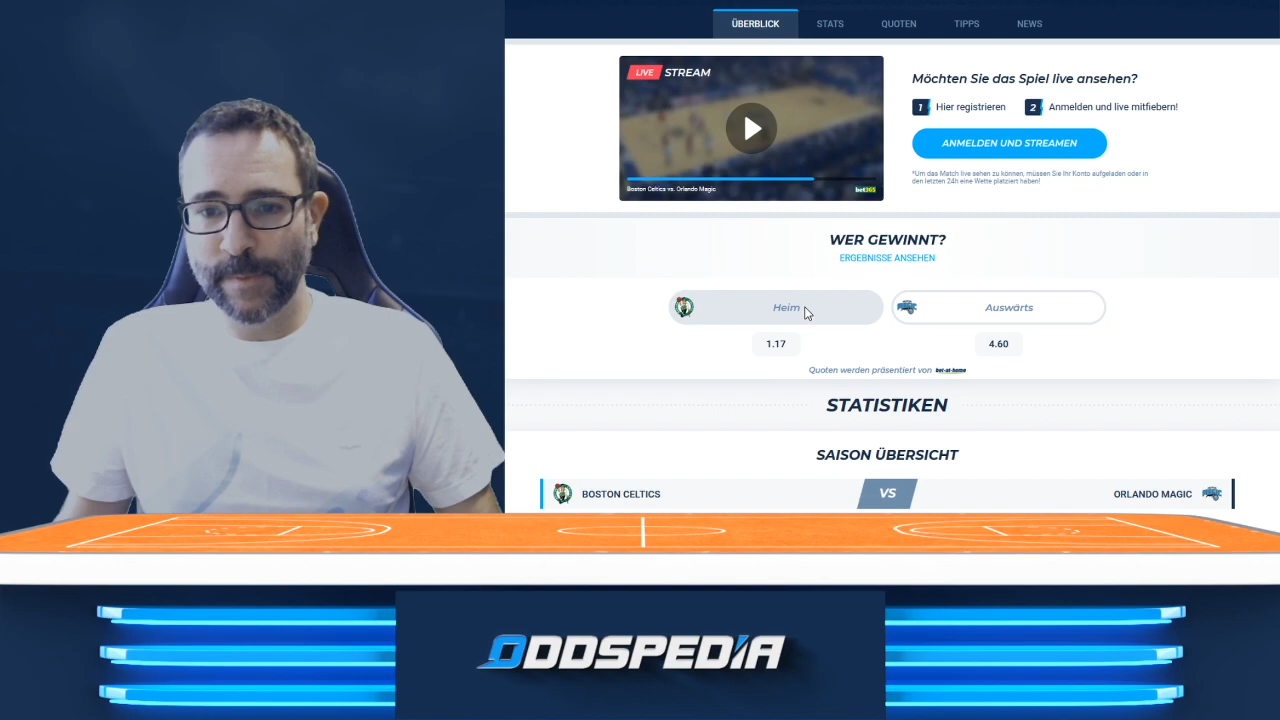 ÜBERBLICK
STATS
QUOTEN
TIPPS
NEWS
LIVE STREAM
Boston Celtics vs. Orlando Magic
bet365
Möchten Sie das Spiel live ansehen?
1 Hier registrieren
2 Anmelden und live mitfiebern!
ANMELDEN UND STREAMEN
*Um das Match live sehen zu können, müssen Sie Ihr Konto aufgeladen oder in
den letzten 24h eine Wette platziert haben!
WER GEWINNT?
ERGEBNISSE ANSEHEN
Heim
Auswärts
1.17
4.60
Quoten werden präsentiert von bet-at-home
STATISTIKEN
SAISON ÜBERSICHT
BOSTON CELTICS
VS
ORLANDO MAGIC
ODDSPEDIA